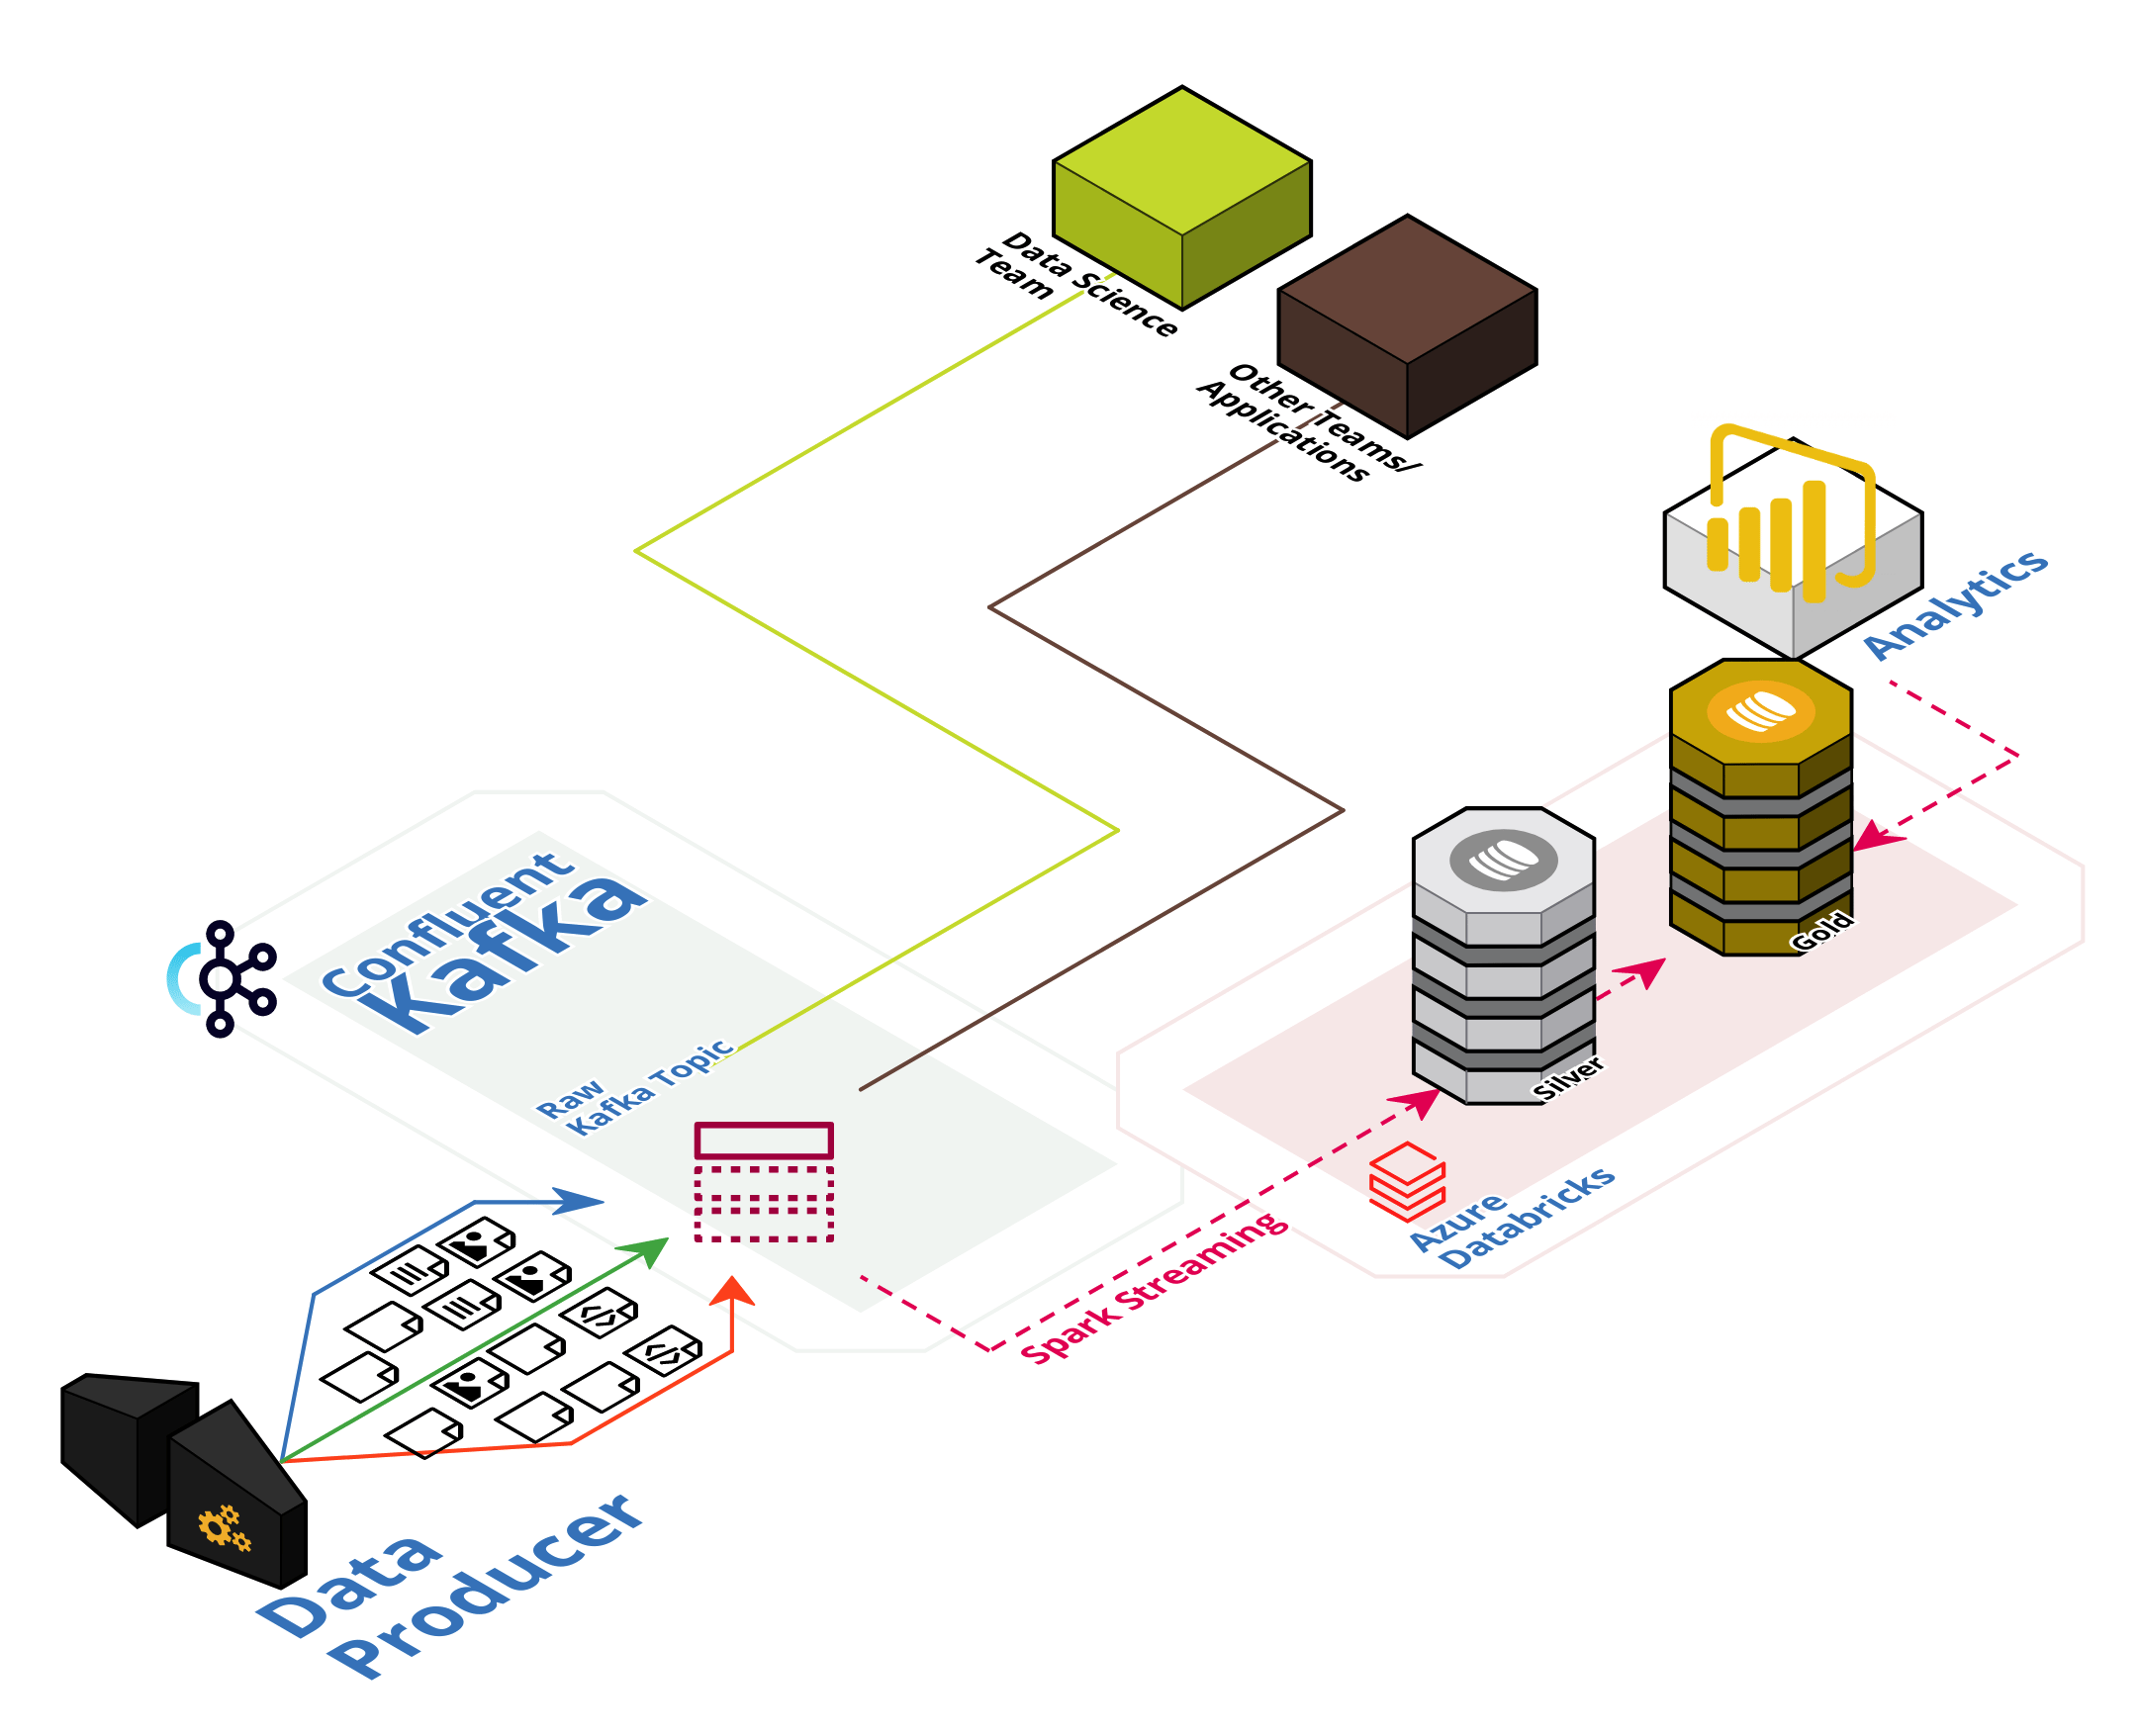 Data Science
Team
Other Teams/
Applications
Analytics
Confluent
Kafka
Gold
Raw
Kafka Topic
Silver
Azure
Databricks
Spark Streaming
Data
Producer